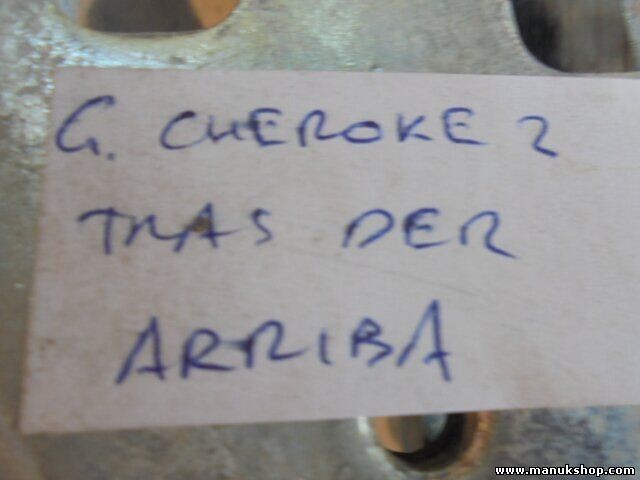 G. CHEROKE 2
TRAS DER
ARRIBA
www.manukshop.com